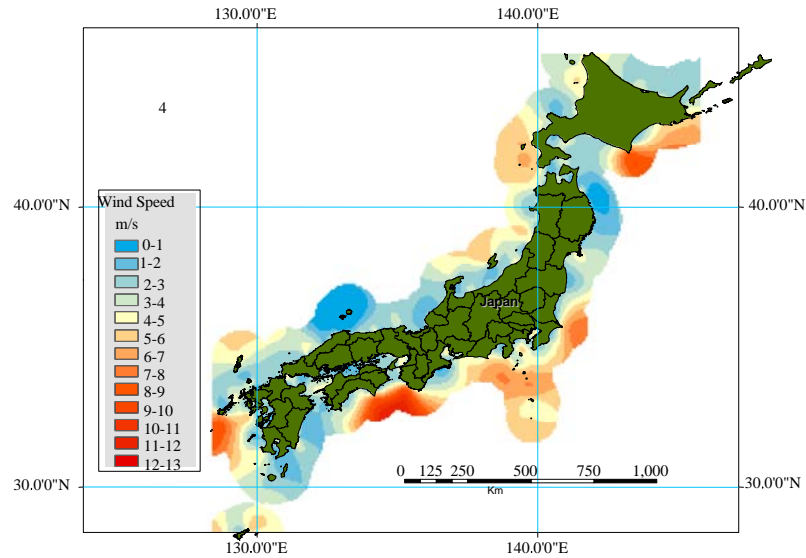 130.0'0"E 140.0'0"E
4
40.0'0"N 40.0'0"N
Wind Speed
m/s
0-1
1-2
2-3
3-4
4-5
5-6
6-7
7-8
8-9
9-10
10-11
11-12
12-13
Japan
0 125 250 500 750 1,000
Km
30.0'0"N 30.0'0"N
130.00'E 140.0'0"E